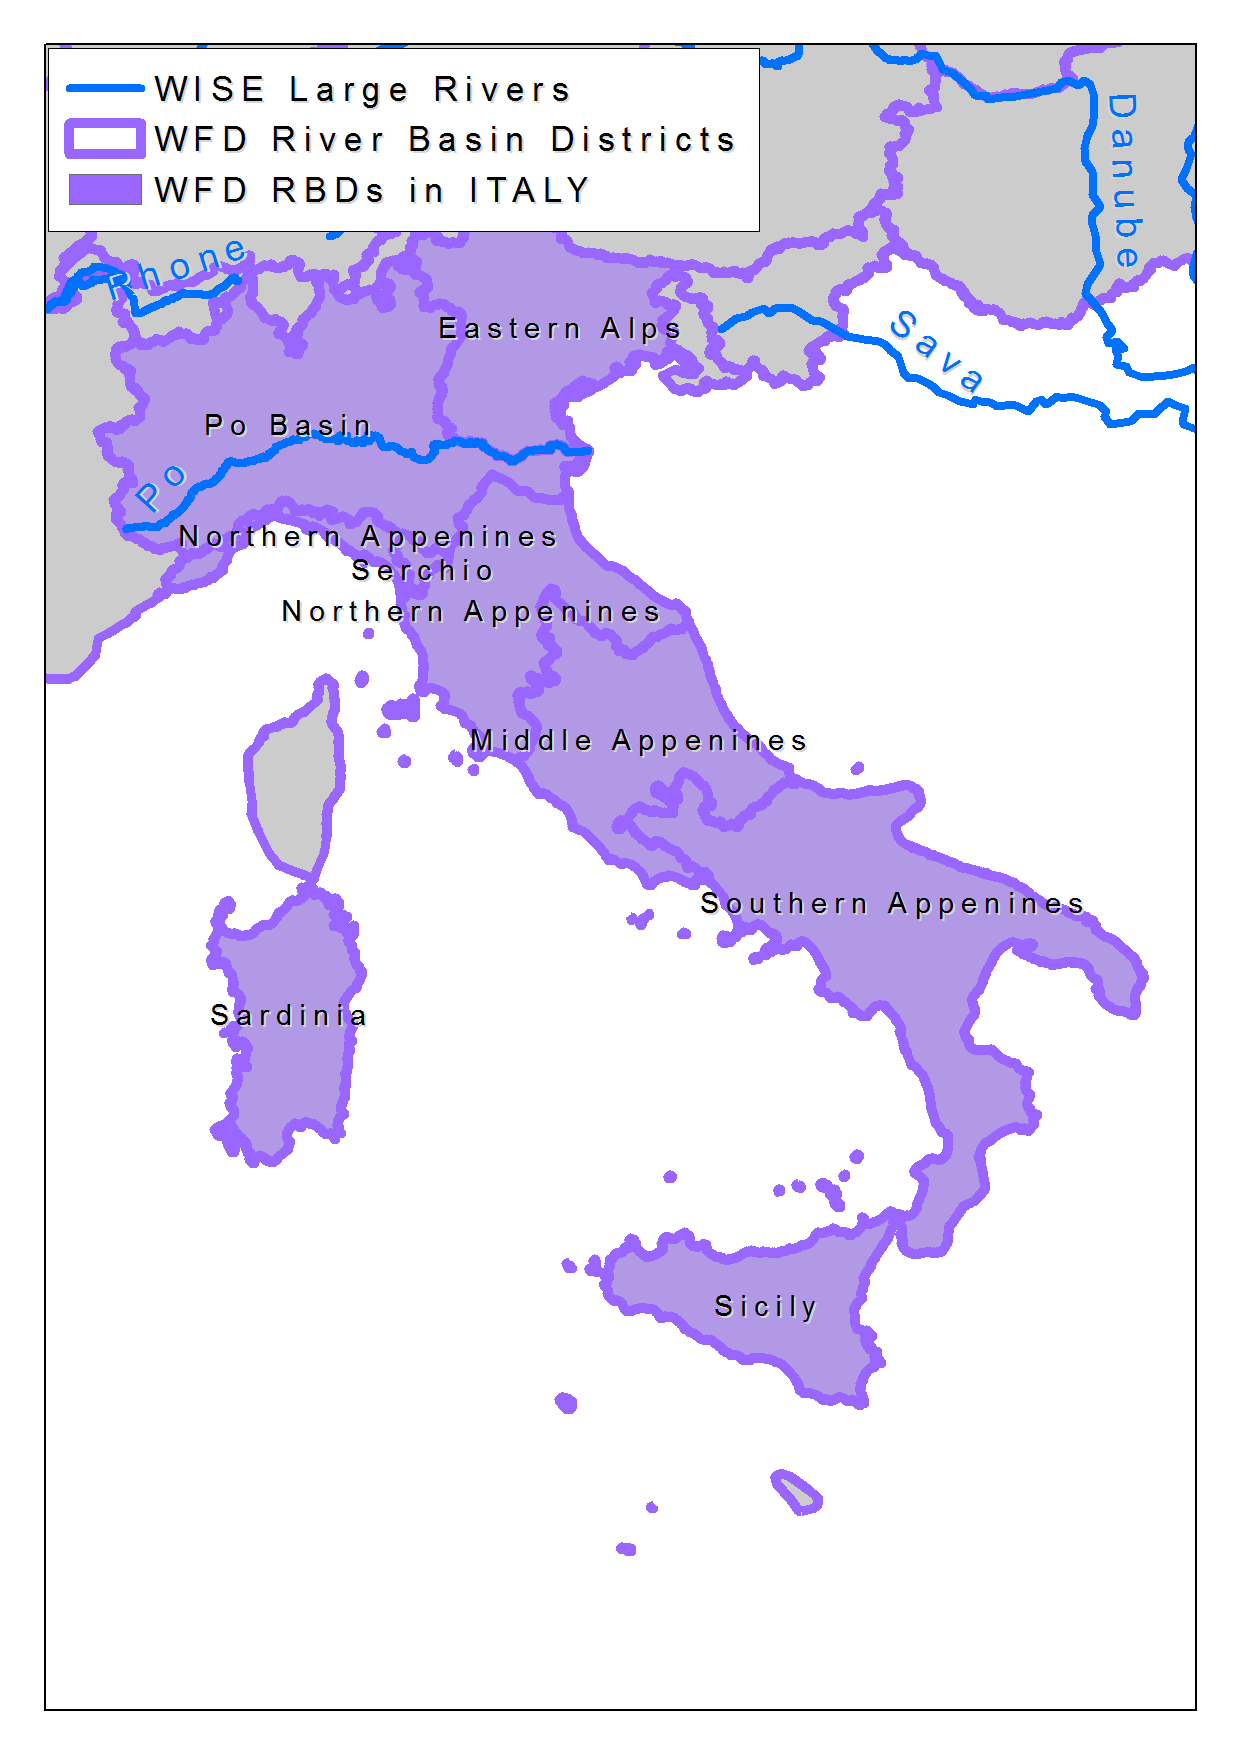 WISE Large Rivers
WFD River Basin Districts
WFD RBDs in ITALY
Danube
Rhone
Eastern Alps
Sava
Po Basin
Po
Northern Appenines
Serchio
Northern Appenines
Middle Appenines
Southern Appenines
Sardinia
Sicily